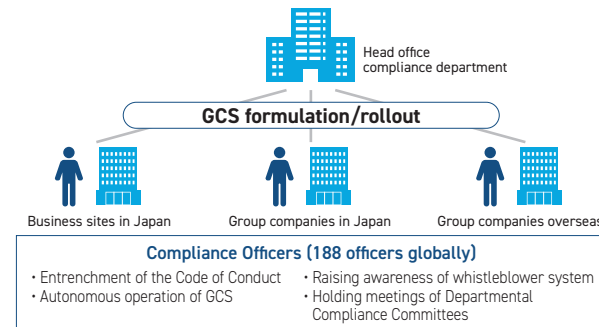 Head office
compliance department
GCS formulation/rollout
Business sites in Japan
Group companies in Japan
Group companies overseas
Compliance Officers (188 officers globally)
・Entrenchment of the Code of Conduct
・Autonomous operation of GCS
・Raising awareness of whistleblower system
・Holding meetings of Departmental
Compliance Committees